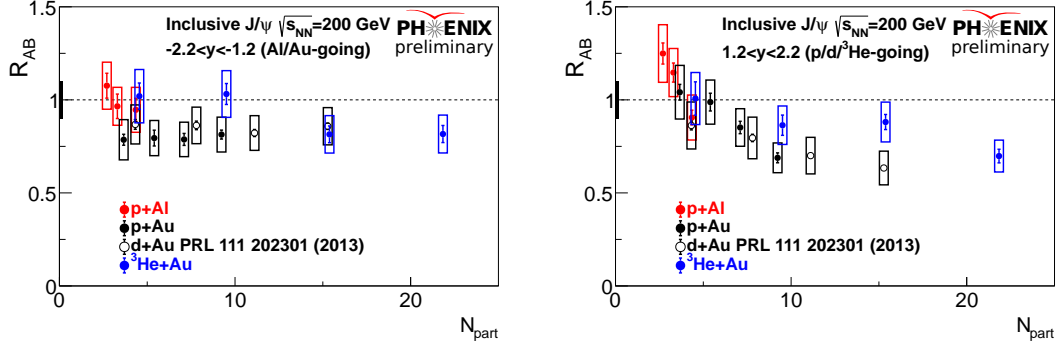 Inclusive J/ψ √s_NN=200 GeV
-2.2<y<-1.2 (Al/Au-going)
PHENIX
preliminary
R_AB
1.5
1
0.5
0
p+Al
p+Au
d+Au PRL 111 202301 (2013)
³He+Au
0
10
20
N_part
Inclusive J/ψ √s_NN=200 GeV
1.2<y<2.2 (p/d/³He-going)
PHENIX
preliminary
R_AB
1.5
1
0.5
0
p+Al
p+Au
d+Au PRL 111 202301 (2013)
³He+Au
0
10
20
N_part